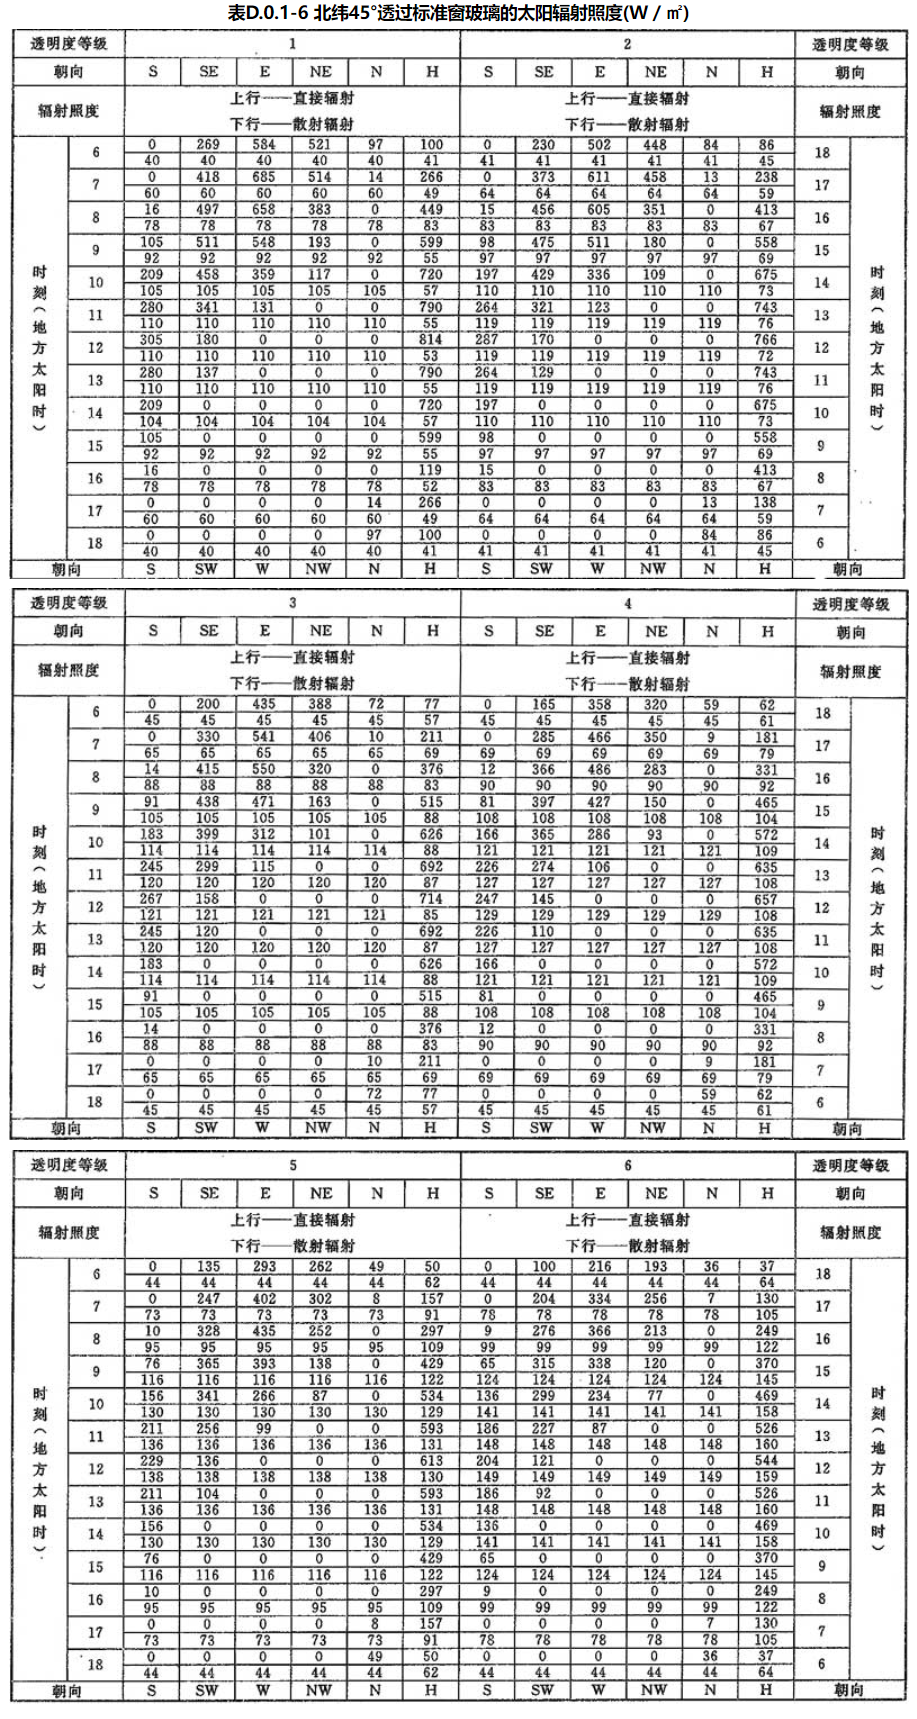 表D.0.1-6 北纬45°透过标准窗玻璃的太阳辐射照度(W / ㎡)
透明度等级 1 2 透明度等级
朝向 S SE E NE N H S SE E NE N H 朝向
辐射照度 上行——直接辐射 上行——直接辐射 辐射照度
下行——散射辐射 下行——散射辐射
时刻(地方太阳时) 时刻(地方太阳时)
6 0 269 584 521 97 100 0 230 502 448 84 86 18
40 40 40 40 40 41 41 41 41 41 41 45
7 0 418 685 514 14 266 0 373 611 458 13 238 17
60 60 60 60 60 49 64 64 64 64 64 59
8 16 497 658 383 0 449 15 456 605 351 0 413 16
78 78 78 78 78 83 83 83 83 83 83 67
9 105 511 548 193 0 599 98 475 511 180 0 558 15
92 92 92 92 92 55 97 97 97 97 97 69
10 209 458 359 117 0 720 197 429 336 109 0 675 14
105 105 105 105 105 57 110 110 110 110 110 73
11 280 341 131 0 0 790 264 321 123 0 0 743 13
110 110 110 110 110 55 119 119 119 119 119 76
12 305 180 0 0 0 814 287 170 0 0 0 766 12
110 110 110 110 110 53 119 119 119 119 119 72
13 280 137 0 0 0 790 264 129 0 0 0 743 11
110 110 110 110 110 55 119 119 119 119 119 76
14 209 0 0 0 0 720 197 0 0 0 0 675 10
104 104 104 104 104 57 110 110 110 110 110 73
15 105 0 0 0 0 599 98 0 0 0 0 558 9
92 92 92 92 92 55 97 97 97 97 97 69
16 16 0 0 0 0 119 15 0 0 0 0 413 8
78 78 78 78 78 52 83 83 83 83 83 67
17 0 0 0 0 14 266 0 0 0 0 13 138 7
60 60 60 60 60 49 64 64 64 64 64 59
18 0 0 0 0 97 100 0 0 0 0 84 86 6
40 40 40 40 40 41 41 41 41 41 41 45
朝向 S SW W NW N H S SW W NW N H 朝向
透明度等级 3 4 透明度等级
朝向 S SE E NE N H S SE E NE N H 朝向
辐射照度 上行——直接辐射 上行——直接辐射 辐射照度
下行——散射辐射 下行——散射辐射
时刻(地方太阳时) 时刻(地方太阳时)
6 0 200 435 388 72 77 0 165 358 320 59 62 18
45 45 45 45 45 57 45 45 45 45 45 61
7 0 330 541 406 10 211 0 285 466 350 9 181 17
65 65 65 65 65 69 69 69 69 69 69 79
8 14 415 550 320 0 376 12 366 486 283 0 331 16
88 88 88 88 88 83 90 90 90 90 90 92
9 91 438 471 163 0 515 81 397 427 150 0 465 15
105 105 105 105 105 88 108 108 108 108 108 104
10 183 399 312 101 0 626 166 365 286 93 0 572 14
114 114 114 114 114 88 121 121 121 121 121 109
11 245 299 115 0 0 692 226 274 106 0 0 635 13
120 120 120 120 120 87 127 127 127 127 127 108
12 267 158 0 0 0 714 247 145 0 0 0 657 12
121 121 121 121 121 85 129 129 129 129 129 108
13 245 120 0 0 0 692 226 110 0 0 0 635 11
120 120 120 120 120 87 127 127 127 127 127 108
14 183 0 0 0 0 626 166 0 0 0 0 572 10
114 114 114 114 114 88 121 121 121 121 121 109
15 91 0 0 0 0 515 81 0 0 0 0 465 9
105 105 105 105 105 88 108 108 108 108 108 104
16 14 0 0 0 0 376 12 0 0 0 0 331 8
88 88 88 88 88 83 90 90 90 90 90 92
17 0 0 0 0 10 211 0 0 0 0 9 181 7
65 65 65 65 65 69 69 69 69 69 69 79
18 0 0 0 0 72 77 0 0 0 0 59 62 6
45 45 45 45 45 57 45 45 45 45 45 61
朝向 S SW W NW N H S SW W NW N H 朝向
透明度等级 5 6 透明度等级
朝向 S SE E NE N H S SE E NE N H 朝向
辐射照度 上行——直接辐射 上行——直接辐射 辐射照度
下行——散射辐射 下行——散射辐射
时刻(地方太阳时) 时刻(地方太阳时)
6 0 135 293 262 49 50 0 100 216 193 36 37 18
44 44 44 44 44 62 44 44 44 44 44 64
7 0 247 402 302 8 157 0 204 334 256 7 130 17
73 73 73 73 73 91 78 78 78 78 78 105
8 10 328 435 252 0 297 9 276 366 213 0 249 16
95 95 95 95 95 109 99 99 99 99 99 122
9 76 365 393 138 0 429 65 315 338 120 0 370 15
116 116 116 116 116 122 124 124 124 124 124 145
10 156 341 266 87 0 534 136 299 234 77 0 469 14
130 130 130 130 130 129 141 141 141 141 141 158
11 211 256 99 0 0 593 186 227 87 0 0 526 13
136 136 136 136 136 131 148 148 148 148 148 160
12 229 136 0 0 0 613 204 121 0 0 0 544 12
138 138 138 138 138 130 149 149 149 149 149 159
13 211 104 0 0 0 593 186 92 0 0 0 526 11
136 136 136 136 136 131 148 148 148 148 148 160
14 156 0 0 0 0 534 136 0 0 0 0 469 10
130 130 130 130 130 129 141 141 141 141 141 158
15 76 0 0 0 0 429 65 0 0 0 0 370 9
116 116 116 116 116 122 124 124 124 124 124 145
16 10 0 0 0 0 297 9 0 0 0 0 249 8
95 95 95 95 95 109 99 99 99 99 99 122
17 0 0 0 0 8 157 0 0 0 0 7 130 7
73 73 73 73 73 91 78 78 78 78 78 105
18 0 0 0 0 49 50 0 0 0 0 36 37 6
44 44 44 44 44 62 44 44 44 44 44 64
朝向 S SW W NW N H S SW W NW N H 朝向